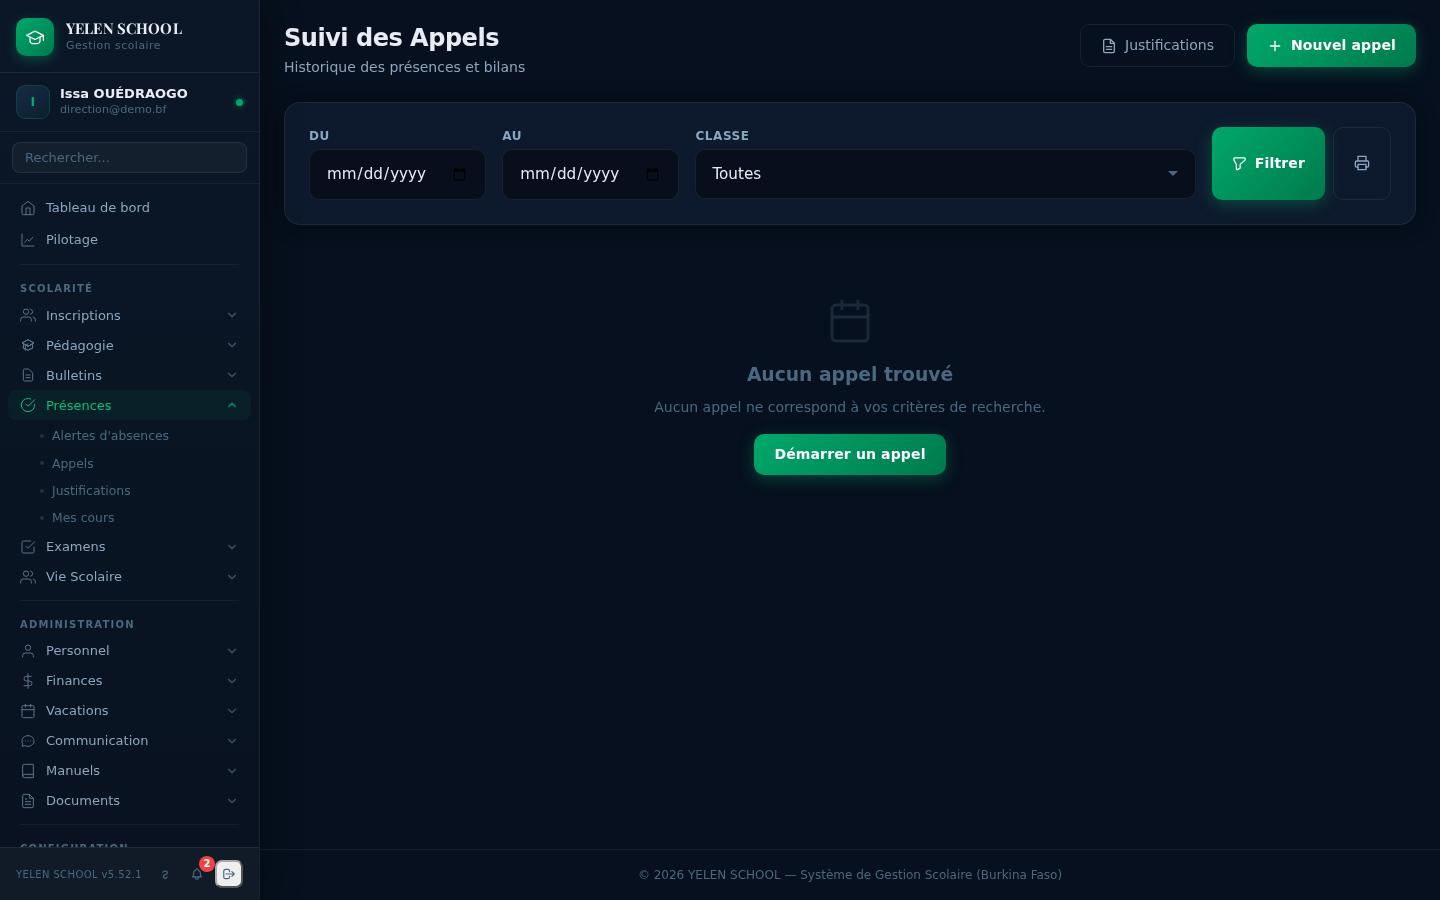 YELEN SCHOOL
Gestion scolaire
I
Issa OUÉDRAOGO
direction@demo.bf
Rechercher...
Tableau de bord
Pilotage
SCOLARITÉ
Inscriptions
Pédagogie
Bulletins
Présences
Alertes d'absences
Appels
Justifications
Mes cours
Examens
Vie Scolaire
ADMINISTRATION
Personnel
Finances
Vacations
Communication
Manuels
Documents
CONFIGURATION
YELEN SCHOOL v5.52.1
2
Suivi des Appels
Historique des présences et bilans
Justifications
Nouvel appel
DU
AU
CLASSE
mm/dd/yyyy
mm/dd/yyyy
Toutes
Filtrer
Aucun appel trouvé
Aucun appel ne correspond à vos critères de recherche.
Démarrer un appel
© 2026 YELEN SCHOOL — Système de Gestion Scolaire (Burkina Faso)